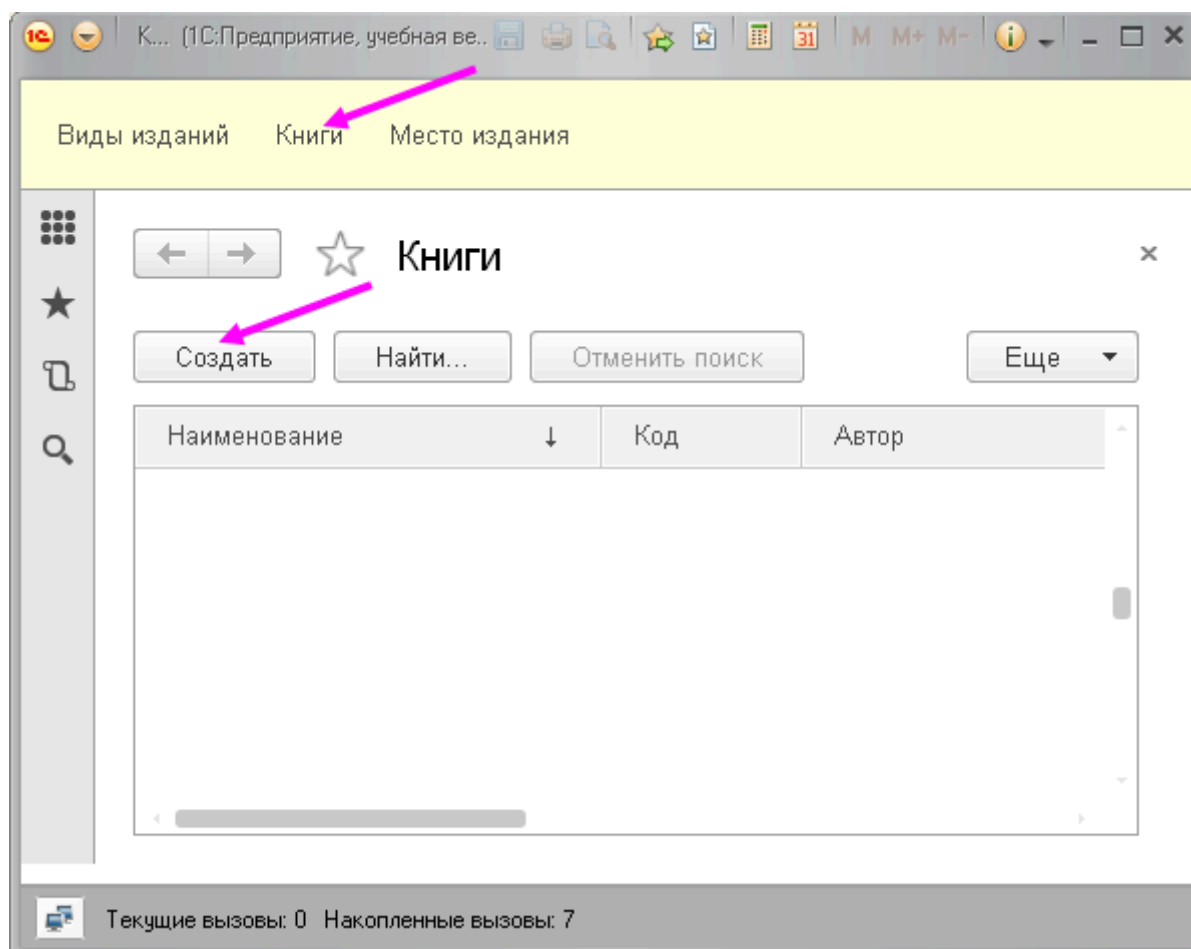 К... (1С:Предприятие, учебная ве.. 31 M M+ M-
Виды изданий Книги Место издания
Книги
Создать Найти... Отменить поиск Еще
Наименование Код Автор
Текущие вызовы: 0 Накопленные вызовы: 7